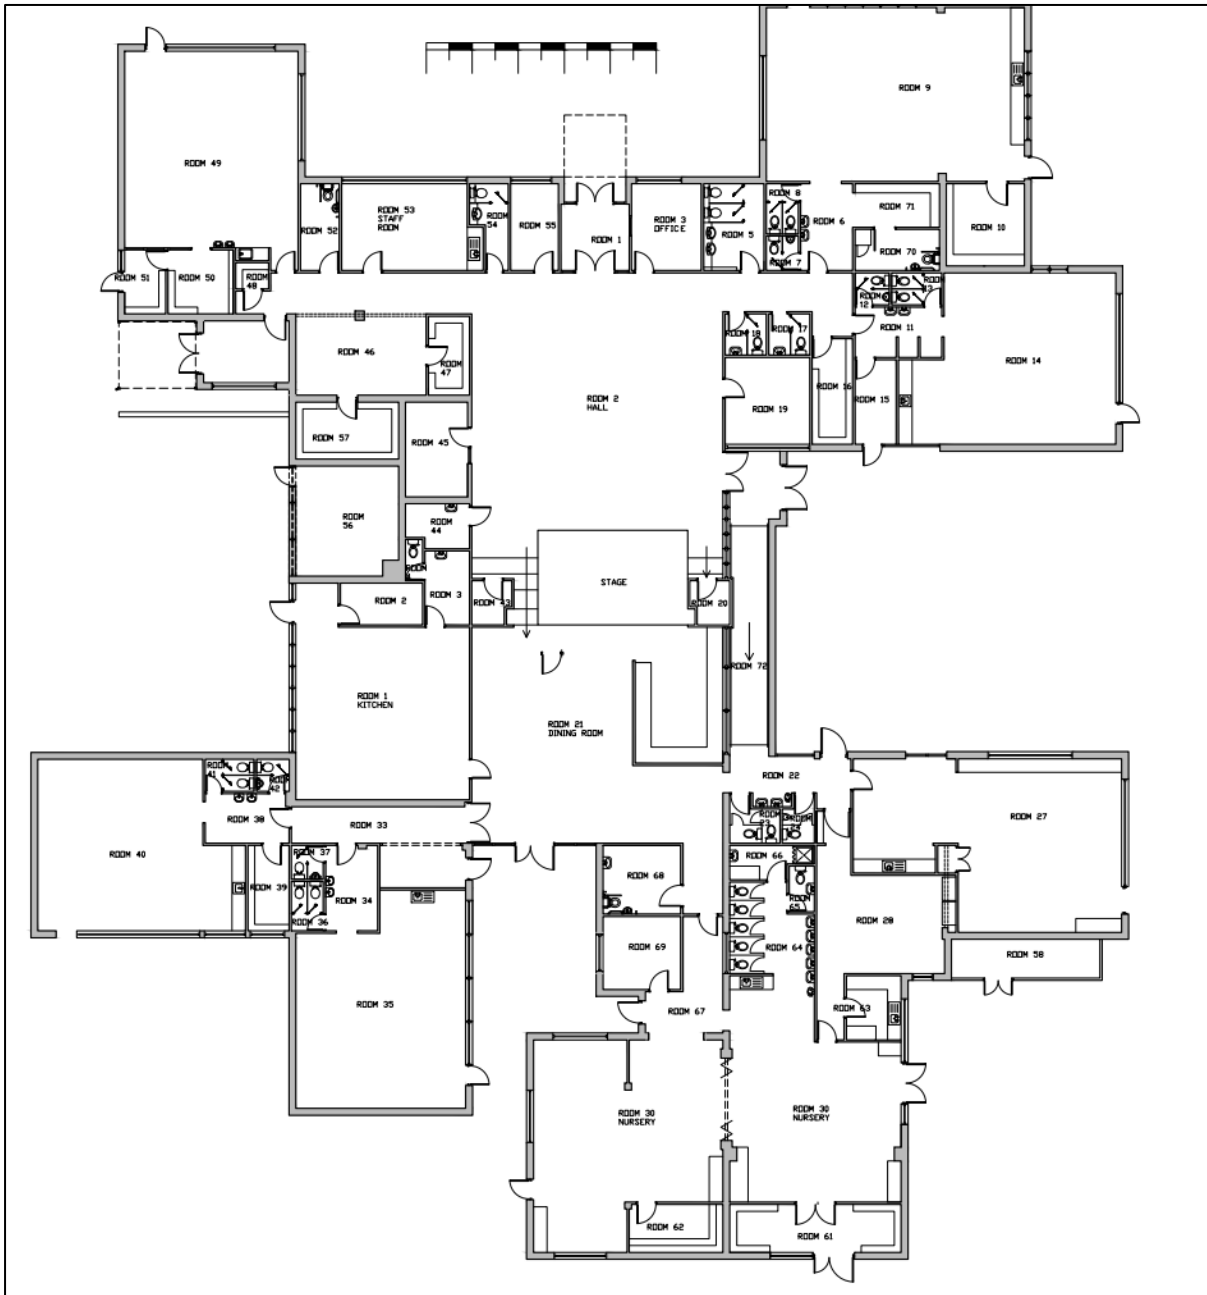 ROOM 9
ROOM 49
ROOM 8
ROOM 71
ROOM 53
STAFF
ROOM
ROOM
54
ROOM 55
ROOM 3
OFFICE
ROOM 52
ROOM 1
ROOM 5
ROOM 6
ROOM 10
ROOM 7
ROOM 70
ROOM 51
ROOM 50
ROOM
48
ROOM
12
ROOM
13
ROOM 11
ROOM 18
ROOM 17
ROOM 46
ROOM
47
ROOM 14
ROOM 16
ROOM 15
ROOM 2
HALL
ROOM 19
ROOM 57
ROOM 45
ROOM
56
ROOM
44
ROOM
ROOM 2
ROOM 3
STAGE
ROOM 43
ROOM 20
ROOM 72
ROOM 1
KITCHEN
ROOM 21
DINING ROOM
ROOM
41
ROOM
42
ROOM 22
ROOM 38
ROOM 33
ROOM
23
ROOM
ROOM 27
ROOM 40
ROOM 37
ROOM 39
ROOM 34
ROOM 36
ROOM 66
ROOM 68
ROOM
65
ROOM 28
ROOM 69
ROOM 64
ROOM 58
ROOM 35
ROOM 67
ROOM 63
ROOM 30
NURSERY
ROOM 30
NURSERY
ROOM 62
ROOM 61